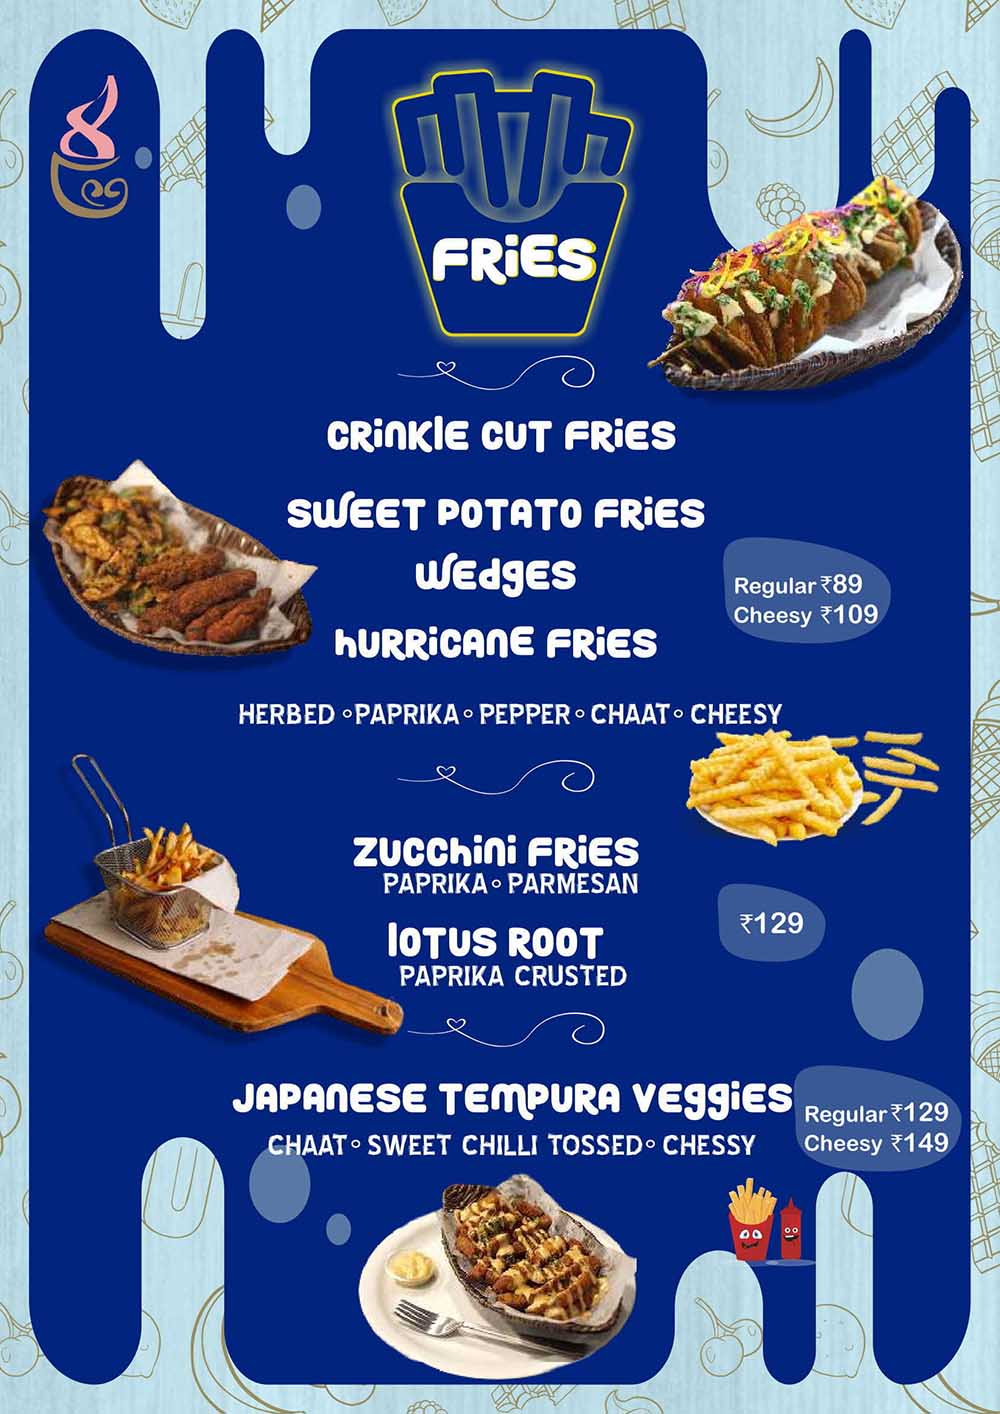 FRiES
CRinKlE CUT FRiES
SWEET POTATO FRiES
WEdgES
hURRiCAnE FRiES
Regular ₹89
Cheesy ₹109
HERBED ∘ PAPRIKA ∘ PEPPER ∘ CHAAT ∘ CHEESY
ZUCChini FRiES
PAPRIKA ∘ PARMESAN
lOTUS ROOT
PAPRIKA CRUSTED
₹129
JAPAnESE TEmpURA VEggiES
CHAAT ∘ SWEET CHILLI TOSSED ∘ CHESSY
Regular ₹129
Cheesy ₹149